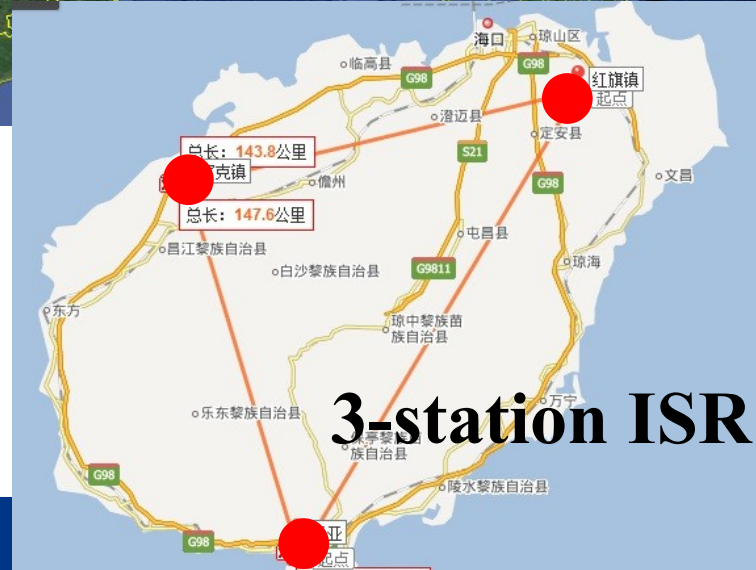 海口
琼山区
临高县
G98
G98
红旗镇
起点
澄迈县
定安县
总长：143.8公里
克镇
S21
儋州
G98
文昌
总长：147.6公里
屯昌县
昌江黎族自治县
白沙黎族自治县
G9811
琼海
东方
琼中黎族苗
族自治县
万宁
乐东黎族自治县
3-station ISR
族自治县
G98
陵水黎族自治县
亚
G98
起点